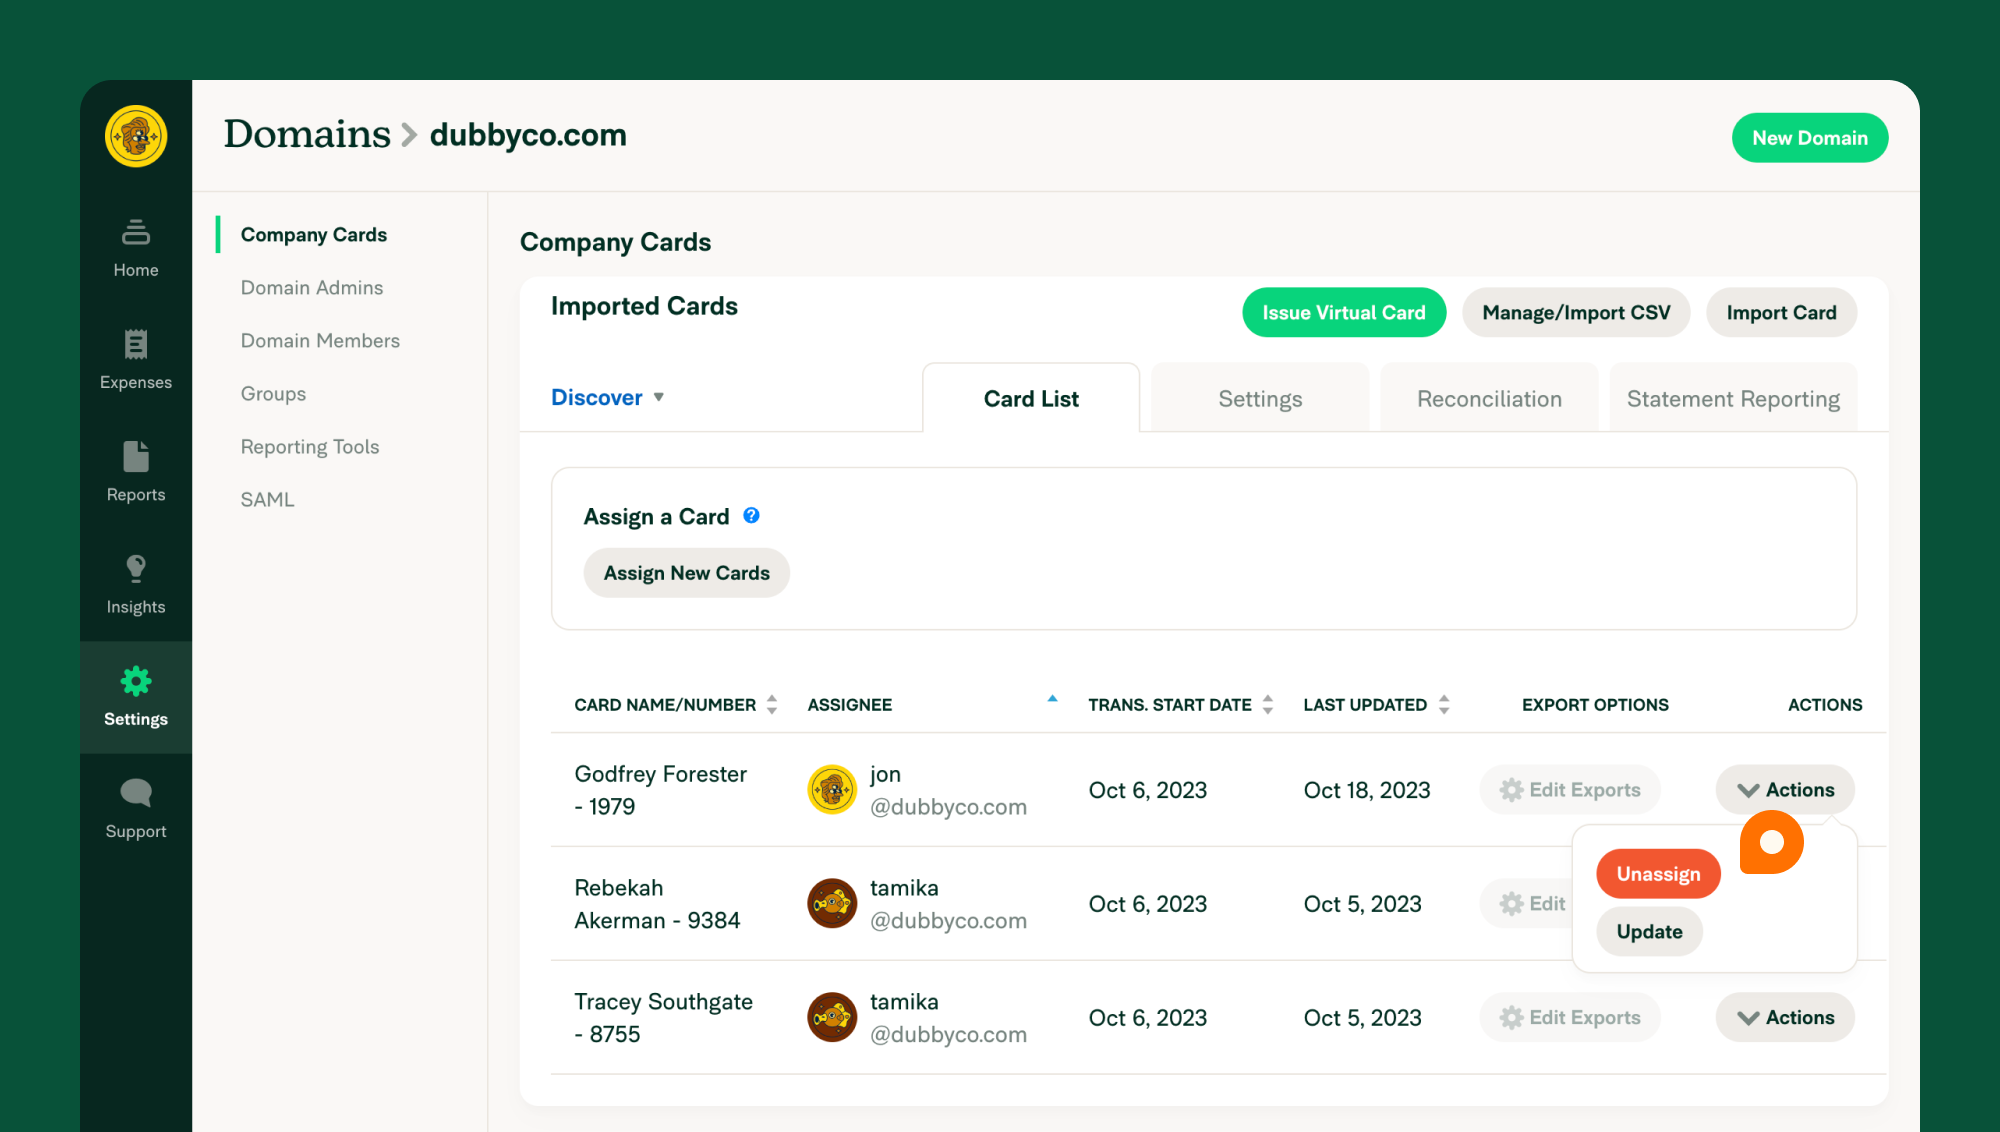 Domains > dubbyco.com
New Domain
Home
Expenses
Reports
Insights
Settings
Support
Company Cards
Domain Admins
Domain Members
Groups
Reporting Tools
SAML
Company Cards
Imported Cards
Issue Virtual Card
Manage/Import CSV
Import Card
Discover
Card List
Settings
Reconciliation
Statement Reporting
Assign a Card ?
Assign New Cards
CARD NAME/NUMBER ASSIGNEE TRANS. START DATE LAST UPDATED EXPORT OPTIONS ACTIONS
Godfrey Forester
- 1979
jon
@dubbyco.com
Oct 6, 2023
Oct 18, 2023
Edit Exports
Actions
Unassign
Update
Rebekah
Akerman - 9384
tamika
@dubbyco.com
Oct 6, 2023
Oct 5, 2023
Edit
Tracey Southgate
- 8755
tamika
@dubbyco.com
Oct 6, 2023
Oct 5, 2023
Edit Exports
Actions